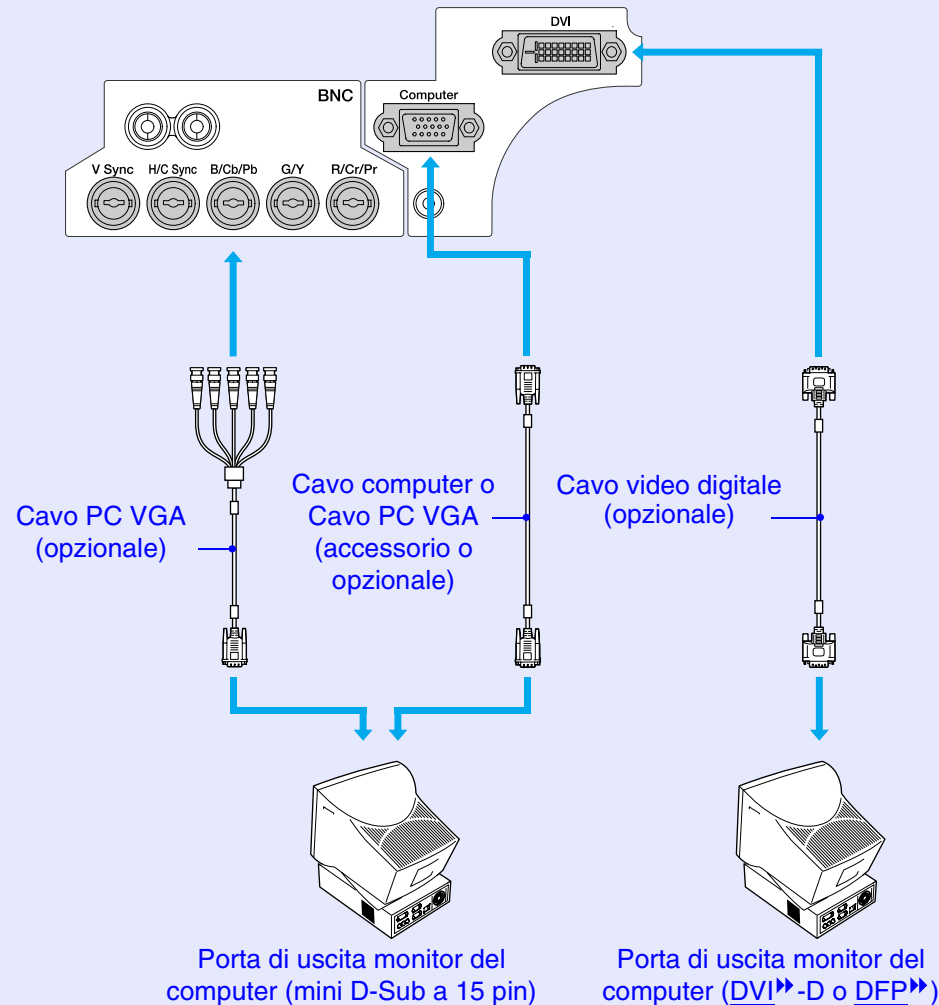 DVI
BNC
Computer
V Sync H/C Sync B/Cb/Pb G/Y R/Cr/Pr
Cavo PC VGA
(opzionale)
Cavo computer o
Cavo PC VGA
(accessorio o
opzionale)
Cavo video digitale
(opzionale)
Porta di uscita monitor del
computer (mini D-Sub a 15 pin)
Porta di uscita monitor del
computer (DVI-D o DFP)